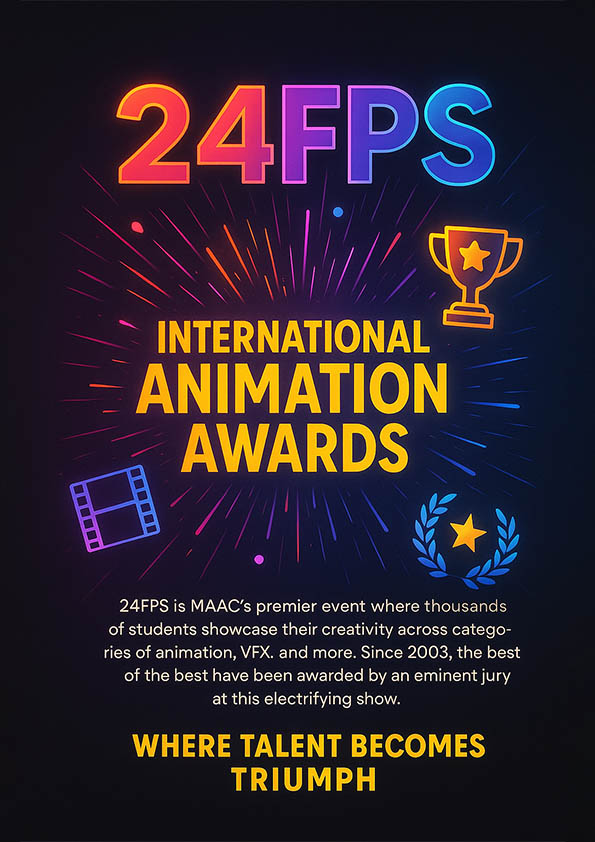 24FPS
INTERNATIONAL
ANIMATION
AWARDS
24FPS is MAAC's premier event where thousands
of students showcase their creativity across catego-
ries of animation, VFX. and more. Since 2003, the best
of the best have been awarded by an eminent jury
at this electrifying show.
WHERE TALENT BECOMES
TRIUMPH